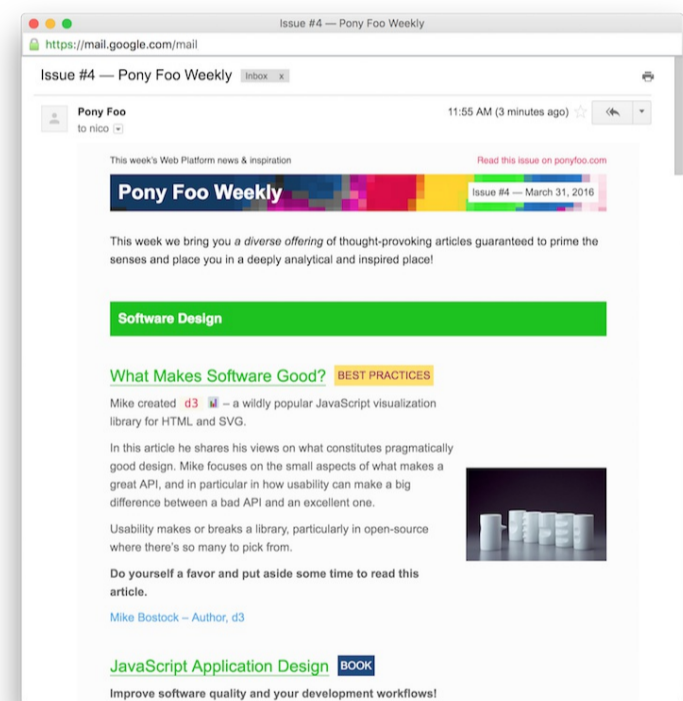 Issue #4 — Pony Foo Weekly
https://mail.google.com/mail
Issue #4 — Pony Foo Weekly Inbox x
Pony Foo 11:55 AM (3 minutes ago)
to nico
This week's Web Platform news & inspiration Read this issue on ponyfoo.com
Pony Foo Weekly Issue #4 — March 31, 2016
This week we bring you a diverse offering of thought-provoking articles guaranteed to prime the
senses and place you in a deeply analytical and inspired place!
Software Design
What Makes Software Good? BEST PRACTICES
Mike created d3 📊 – a wildly popular JavaScript visualization
library for HTML and SVG.
In this article he shares his views on what constitutes pragmatically
good design. Mike focuses on the small aspects of what makes a
great API, and in particular in how usability can make a big
difference between a bad API and an excellent one.
Usability makes or breaks a library, particularly in open-source
where there's so many to pick from.
Do yourself a favor and put aside some time to read this
article.
Mike Bostock – Author, d3
JavaScript Application Design BOOK
Improve software quality and your development workflows!